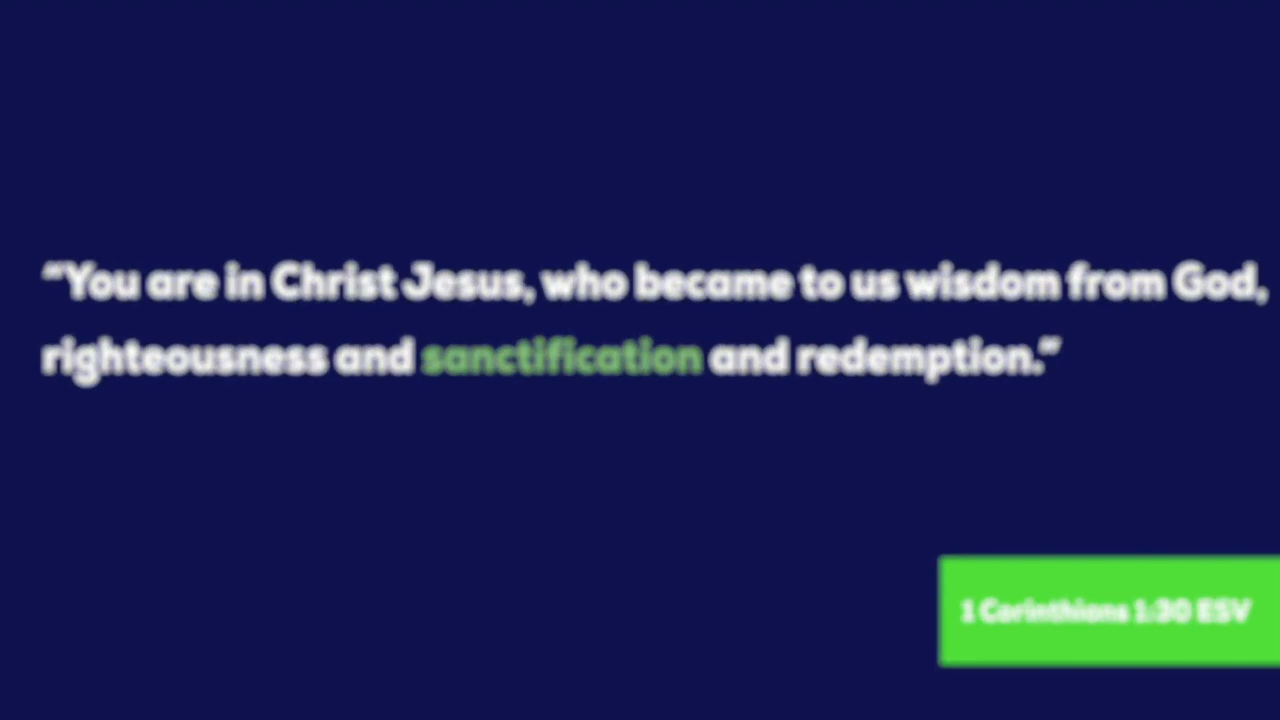 “You are in Christ Jesus, who became to us wisdom from God,
righteousness and sanctification and redemption.”
1 Corinthians 1:30 ESV